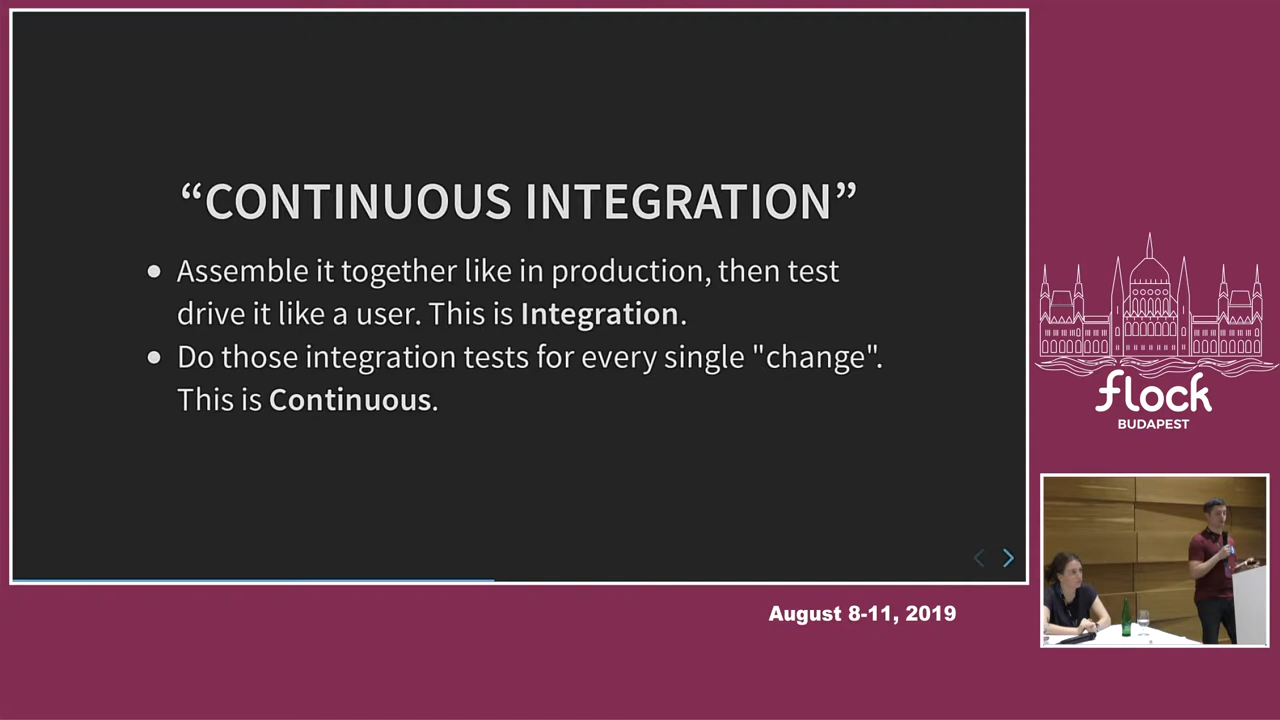 “CONTINUOUS INTEGRATION”
● Assemble it together like in production, then test
drive it like a user. This is Integration.
● Do those integration tests for every single "change".
This is Continuous.
flock
BUDAPEST
August 8-11, 2019